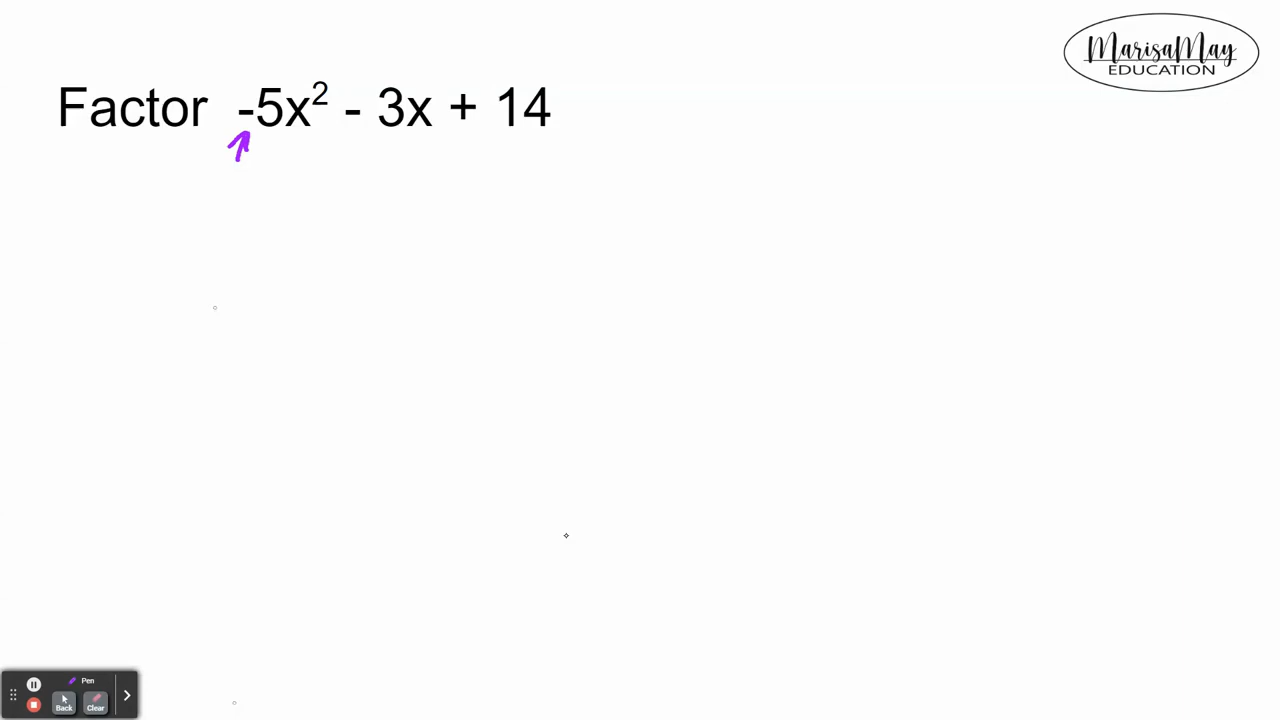 MarisaMay
EDUCATION
Factor -5x² - 3x + 14
Pen
Back Clear